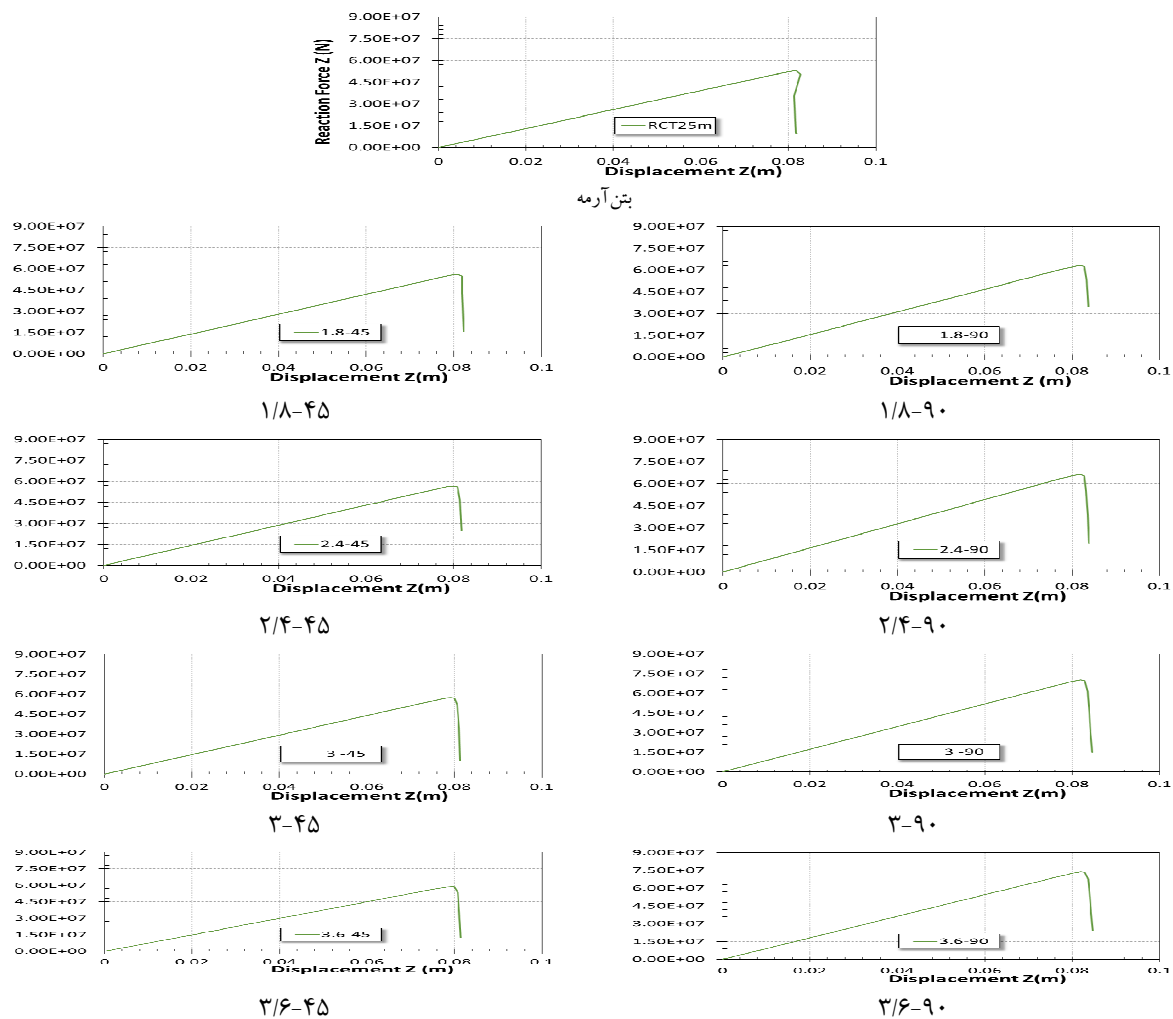 9.00E+07
7.50E+07
6.00E+07
4.50E+07
3.00E+07
1.50E+07
0.00E+00
Reaction Force Z (N)
RCT25m
0 0.02 0.04 0.06 0.08 0.1
Displacement Z(m)
بتن آرمه
9.00E+07
7.50E+07
6.00E+07
4.50E+07
3.00E+07
1.50E+07
0.00E+00
1.8-45
0 0.02 0.04 0.06 0.08 0.1
Displacement Z(m)
۱/۸-۴۵
9.00E+07
7.50E+07
6.00E+07
4.50E+07
3.00E+07
1.50E+07
0.00E+00
1.8-90
0 0.02 0.04 0.06 0.08 0.1
Displacement Z (m)
۱/۸-۹۰
9.00E+07
7.50E+07
6.00E+07
4.50E+07
3.00E+07
1.50E+07
0.00E+00
2.4-45
0 0.02 0.04 0.06 0.08 0.1
Displacement Z(m)
۲/۴-۴۵
9.00E+07
7.50E+07
6.00E+07
4.50E+07
3.00E+07
1.50E+07
0.00E+00
2.4-90
0 0.02 0.04 0.06 0.08 0.1
Displacement Z(m)
۲/۴-۹۰
9.00E+07
7.50E+07
6.00E+07
4.50E+07
3.00E+07
1.50E+07
0.00E+00
3 -45
0 0.02 0.04 0.06 0.08 0.1
Displacement Z(m)
۳-۴۵
9.00E+07
7.50E+07
6.00E+07
4.50E+07
3.00E+07
1.50E+07
0.00E+00
3 -90
0 0.02 0.04 0.06 0.08 0.1
Displacement Z(m)
۳-۹۰
9.00E+07
7.50E+07
6.00E+07
4.50E+07
3.00E+07
1.50E+07
0.00E+00
3.6-45
0 0.02 0.04 0.06 0.08 0.1
Displacement Z(m)
۳/۶-۴۵
9.00E+07
7.50E+07
6.00E+07
4.50E+07
3.00E+07
1.50E+07
0.00E+00
3.6-90
0 0.02 0.04 0.06 0.08 0.1
Displacement Z(m)
۳/۶-۹۰